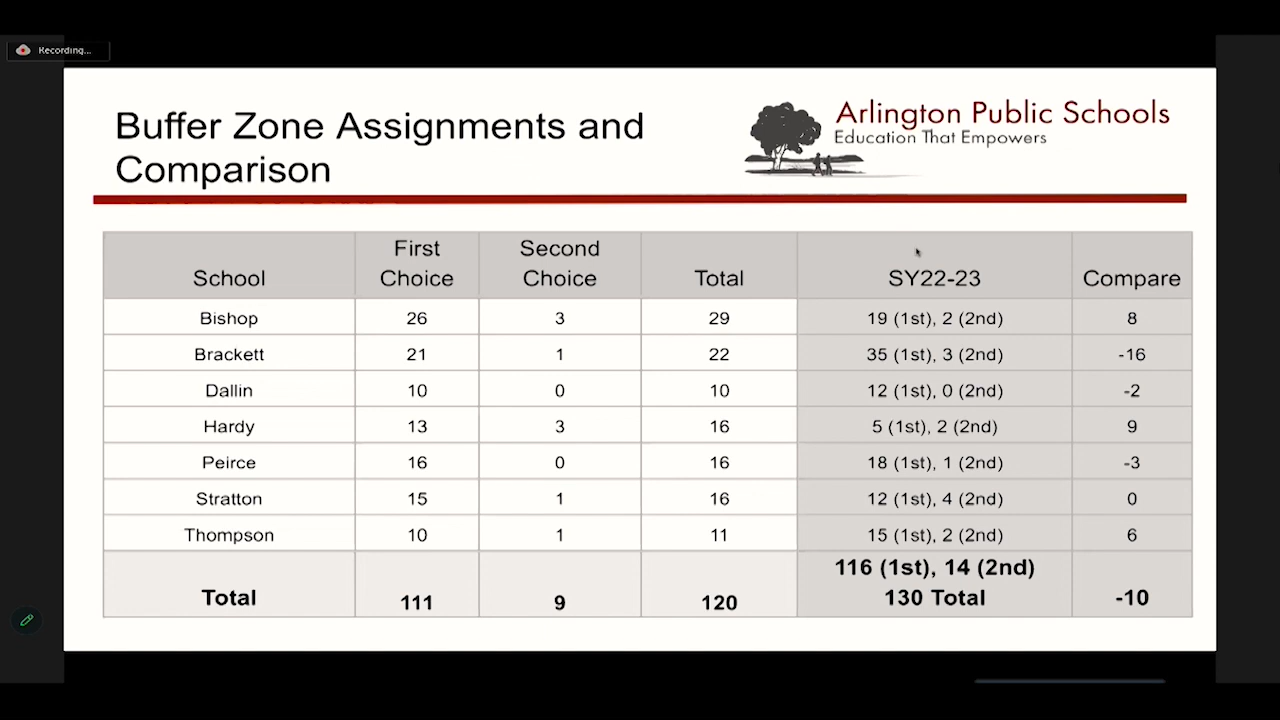 Recording...
Buffer Zone Assignments and
Comparison
Arlington Public Schools
Education That Empowers
School First Choice Second Choice Total SY22-23 Compare
Bishop 26 3 29 19 (1st), 2 (2nd) 8
Brackett 21 1 22 35 (1st), 3 (2nd) -16
Dallin 10 0 10 12 (1st), 0 (2nd) -2
Hardy 13 3 16 5 (1st), 2 (2nd) 9
Peirce 16 0 16 18 (1st), 1 (2nd) -3
Stratton 15 1 16 12 (1st), 4 (2nd) 0
Thompson 10 1 11 15 (1st), 2 (2nd) 6
Total 111 9 120 116 (1st), 14 (2nd) 130 Total -10